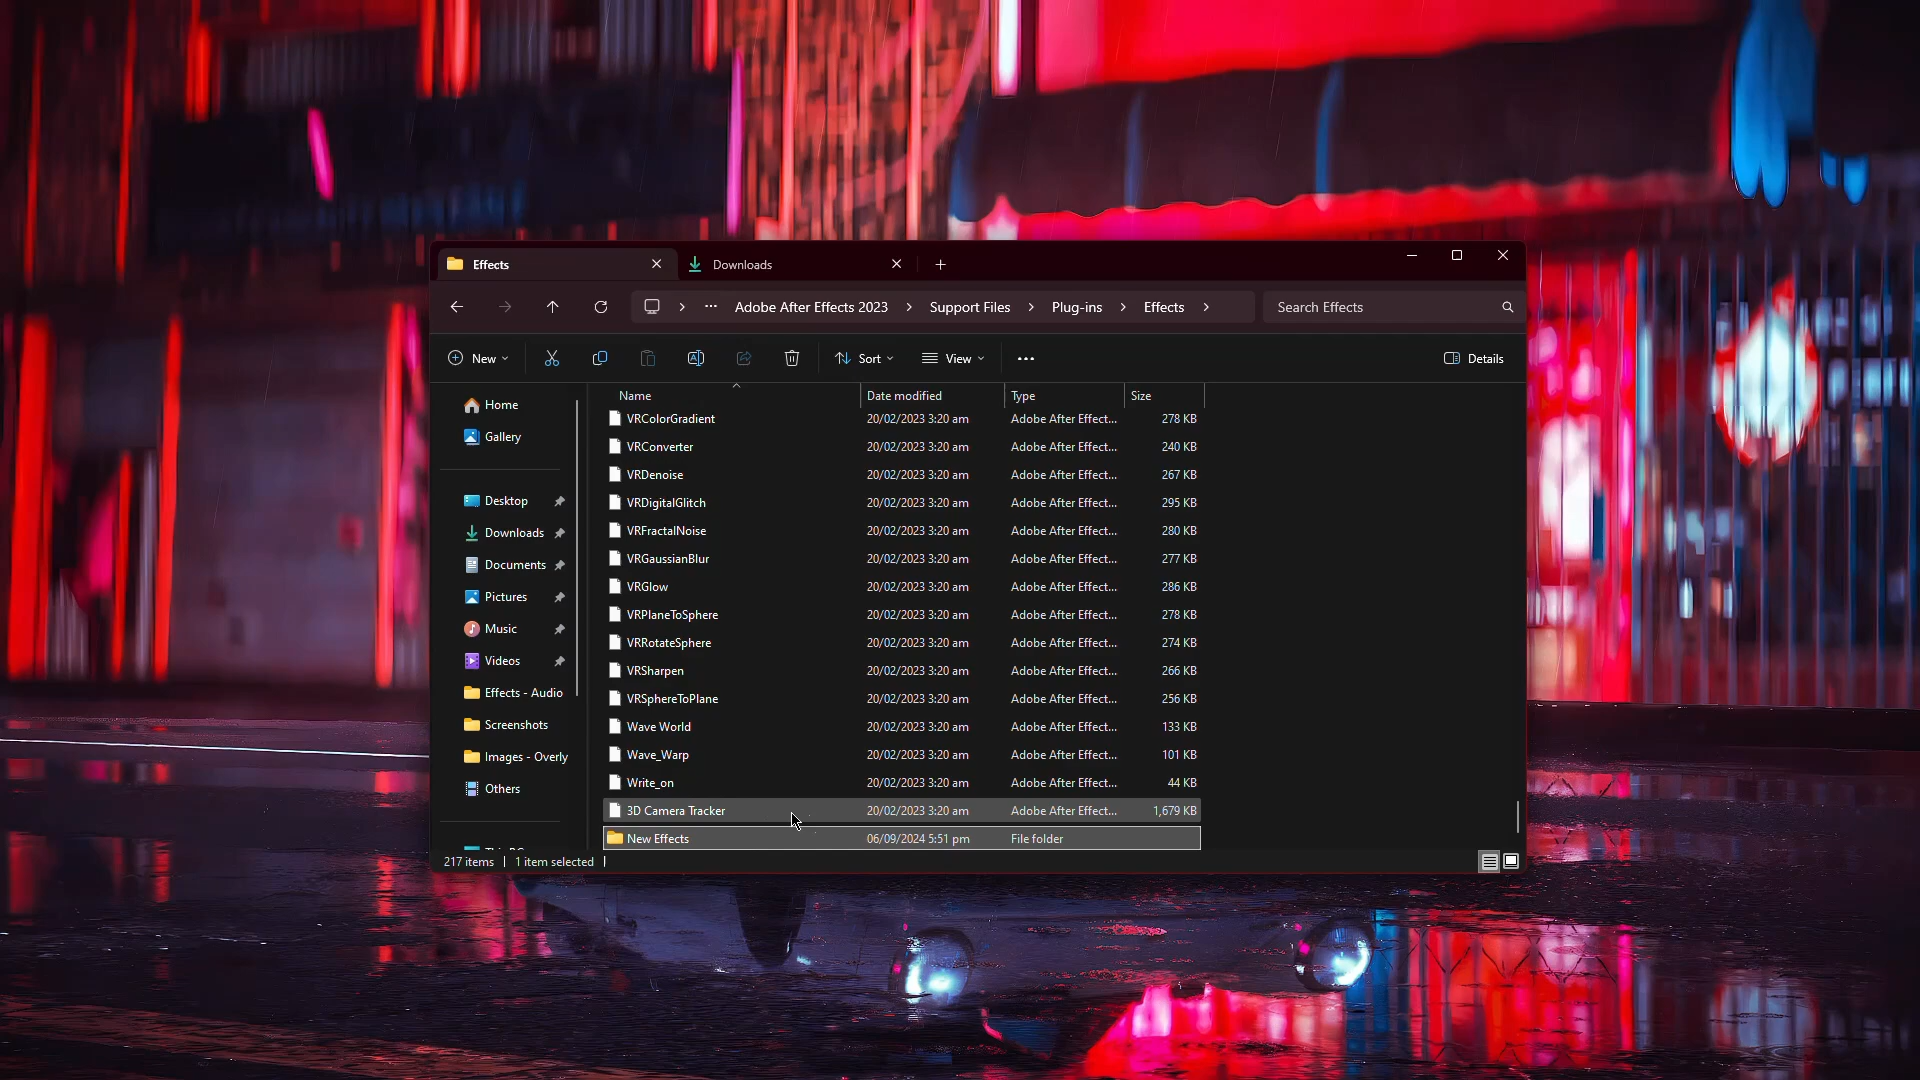 Effects
Downloads
Adobe After Effects 2023 > Support Files > Plug-ins > Effects >
Search Effects
New
Sort
View
Details
Home
Gallery
Desktop
Downloads
Documents
Pictures
Music
Videos
Effects - Audio
Screenshots
Images - Overly
Others
Name Date modified Type Size
VRColorGradient 20/02/2023 3:20 am Adobe After Effect... 278 KB
VRConverter 20/02/2023 3:20 am Adobe After Effect... 240 KB
VRDenoise 20/02/2023 3:20 am Adobe After Effect... 267 KB
VRDigitalGlitch 20/02/2023 3:20 am Adobe After Effect... 295 KB
VRFractalNoise 20/02/2023 3:20 am Adobe After Effect... 280 KB
VRGaussianBlur 20/02/2023 3:20 am Adobe After Effect... 277 KB
VRGlow 20/02/2023 3:20 am Adobe After Effect... 286 KB
VRPlaneToSphere 20/02/2023 3:20 am Adobe After Effect... 278 KB
VRRotateSphere 20/02/2023 3:20 am Adobe After Effect... 274 KB
VRSharpen 20/02/2023 3:20 am Adobe After Effect... 266 KB
VRSphereToPlane 20/02/2023 3:20 am Adobe After Effect... 256 KB
Wave World 20/02/2023 3:20 am Adobe After Effect... 133 KB
Wave_Warp 20/02/2023 3:20 am Adobe After Effect... 101 KB
Write_on 20/02/2023 3:20 am Adobe After Effect... 44 KB
3D Camera Tracker 20/02/2023 3:20 am Adobe After Effect... 1,679 KB
New Effects 06/09/2024 5:51 pm File folder
217 items | 1 item selected |